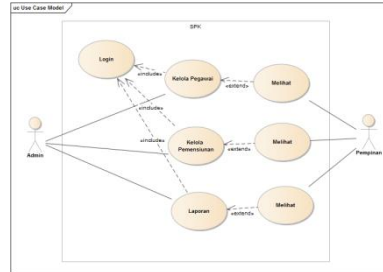 uc Use Case Model
SPK
Login
«include»
Kelola Pegawai
«extend»
Melihat
«include»
Admin
«include»
Kelola
Pemensiunan
«extend»
Melihat
Pempinan
Laporan
«extend»
Melihat